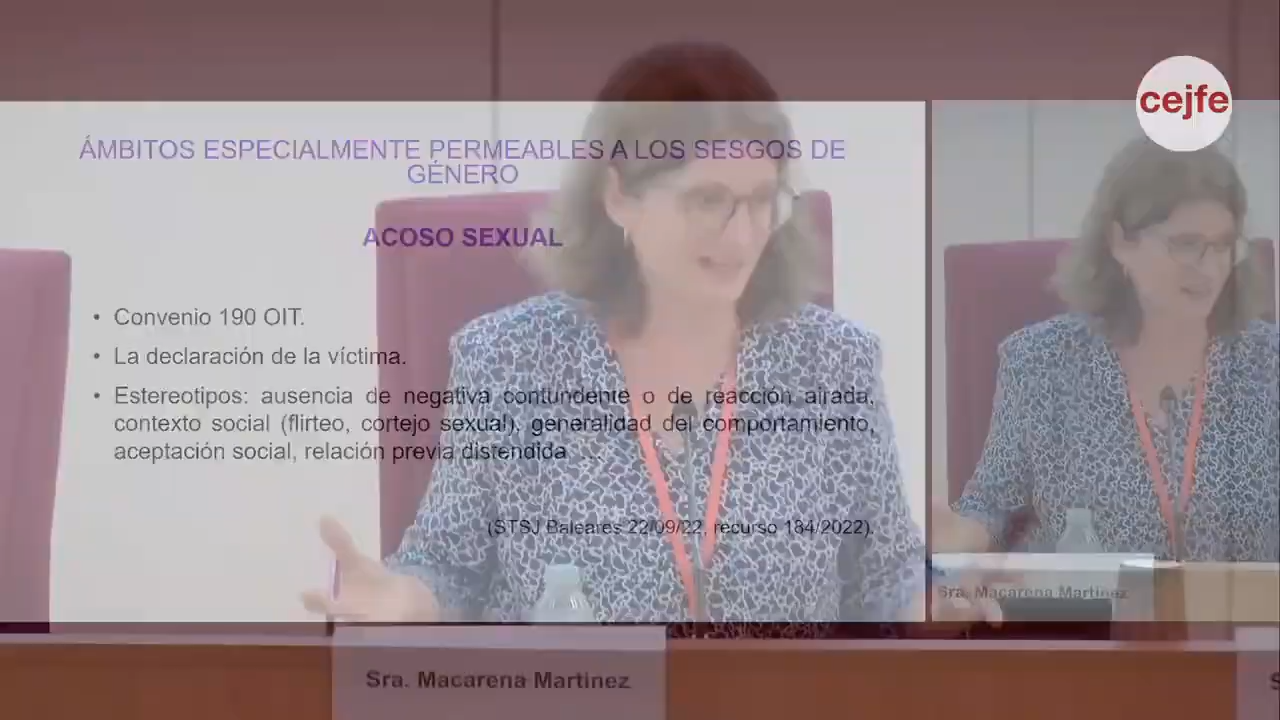 cejfe
ÁMBITOS ESPECIALMENTE PERMEABLES A LOS SESGOS DE
GÉNERO
ACOSO SEXUAL
• Convenio 190 OIT.
• La declaración de la víctima.
• Estereotipos: ausencia de negativa contundente o de reacción airada,
contexto social (flirteo, cortejo sexual), generalidad del comportamiento,
aceptación social, relación previa distendida …
(STSJ Baleares 22/09/22, recurso 184/2022).
Sra. Macarena Martínez
Sra. Macarena Martínez
S